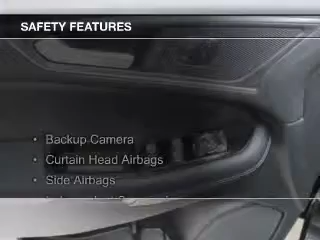 SAFETY FEATURES
• Backup Camera
• Curtain Head Airbags
• Side Airbags